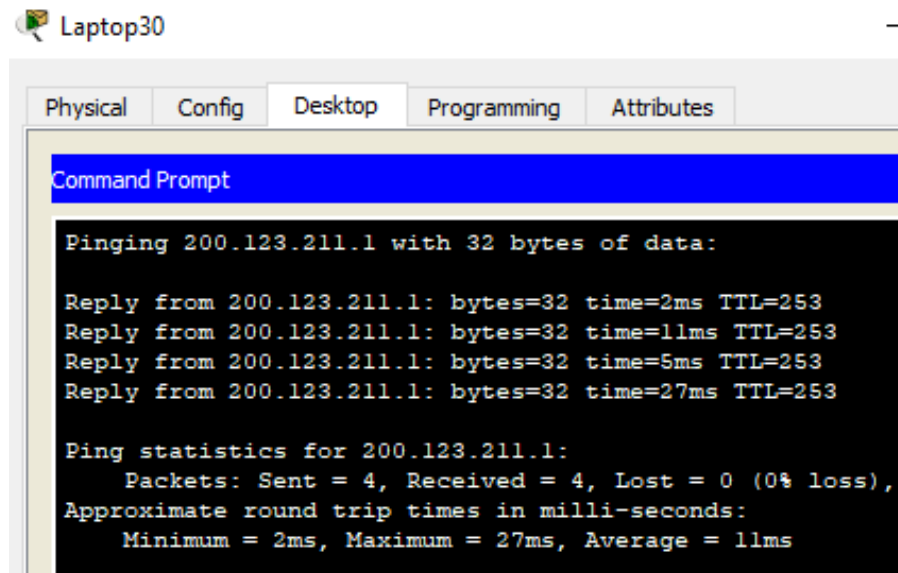 Laptop30
Physical Config Desktop Programming Attributes
Command Prompt
Pinging 200.123.211.1 with 32 bytes of data:
Reply from 200.123.211.1: bytes=32 time=2ms TTL=253
Reply from 200.123.211.1: bytes=32 time=11ms TTL=253
Reply from 200.123.211.1: bytes=32 time=5ms TTL=253
Reply from 200.123.211.1: bytes=32 time=27ms TTL=253
Ping statistics for 200.123.211.1:
Packets: Sent = 4, Received = 4, Lost = 0 (0% loss),
Approximate round trip times in milli-seconds:
Minimum = 2ms, Maximum = 27ms, Average = 11ms